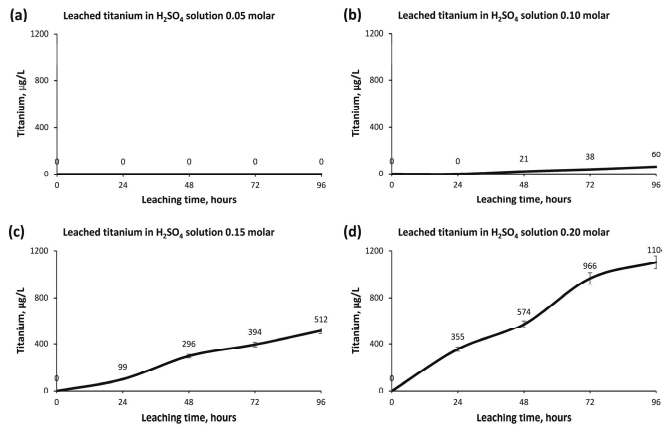 (a)
Leached titanium in H₂SO₄ solution 0.05 molar
Titanium, µg/L
1200
800
400
0
0 0 0 0 0
0 24 48 72 96
Leaching time, hours
(b)
Leached titanium in H₂SO₄ solution 0.10 molar
Titanium, µg/L
1200
800
400
0
0 0 21 38 60
0 24 48 72 96
Leaching time, hours
(c)
Leached titanium in H₂SO₄ solution 0.15 molar
Titanium, µg/L
1200
800
400
0
0 99 296 394 512
0 24 48 72 96
Leaching time, hours
(d)
Leached titanium in H₂SO₄ solution 0.20 molar
Titanium, µg/L
1200
800
400
0
0 355 574 966 1104
0 24 48 72 96
Leaching time, hours